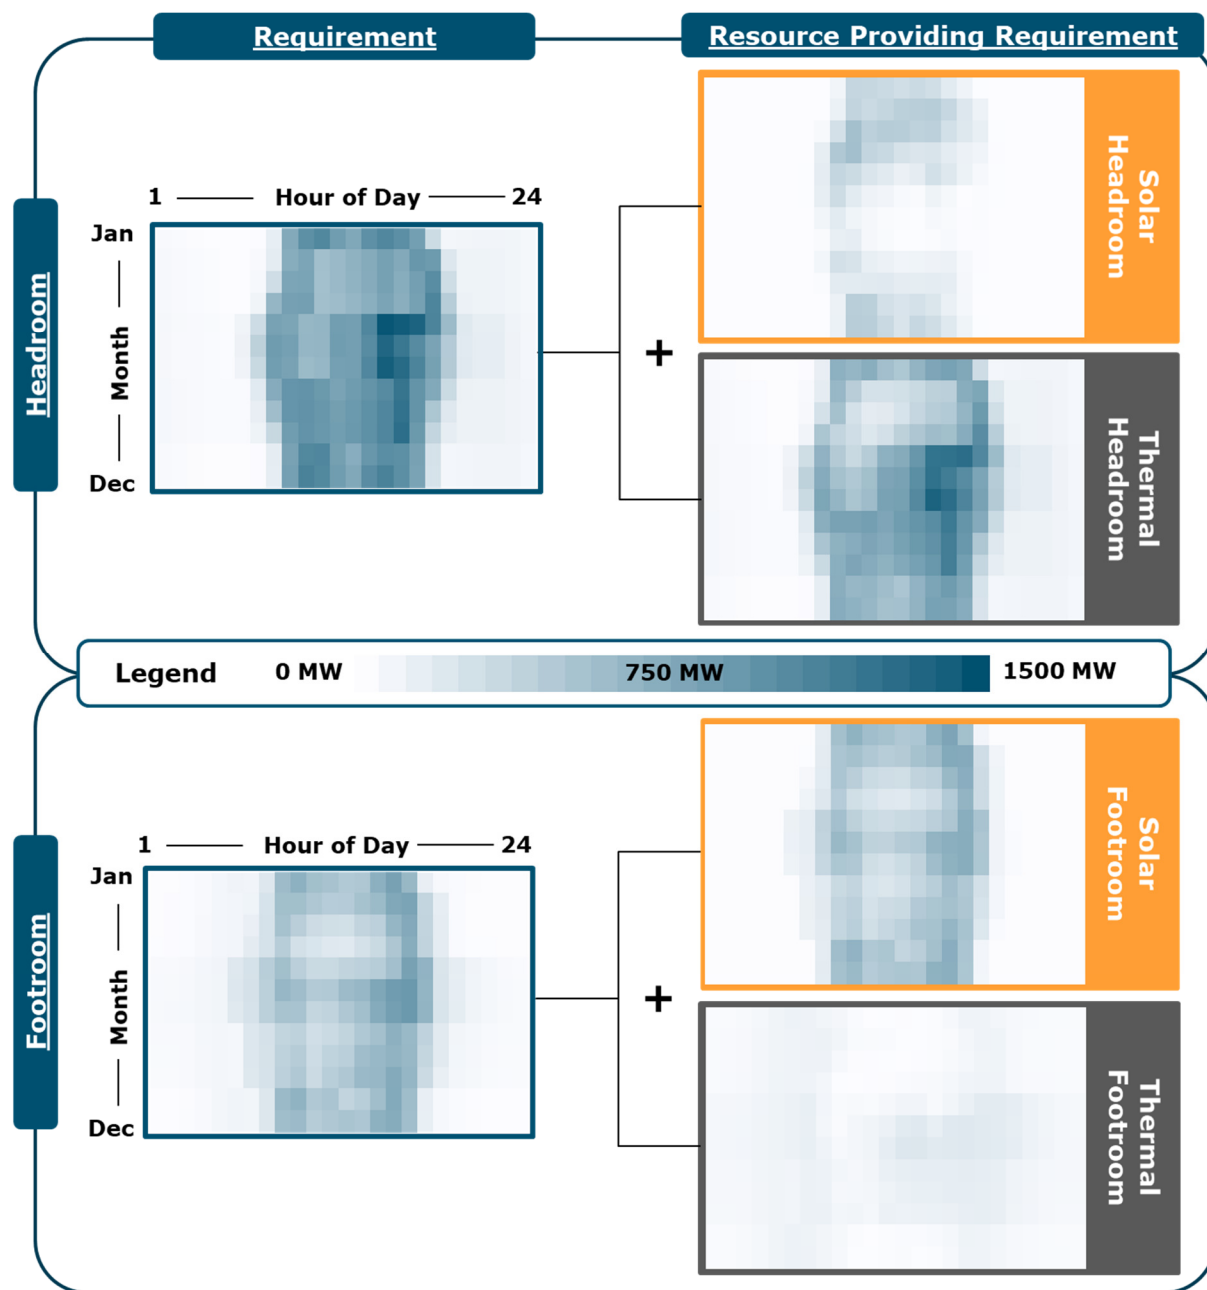 Requirement
Resource Providing Requirement
Headroom
1 Hour of Day 24
Jan
Month
Dec
Solar
Headroom
Thermal
Headroom
Legend 0 MW 750 MW 1500 MW
Footroom
1 Hour of Day 24
Jan
Month
Dec
+
+
Solar
Footroom
Thermal
Footroom